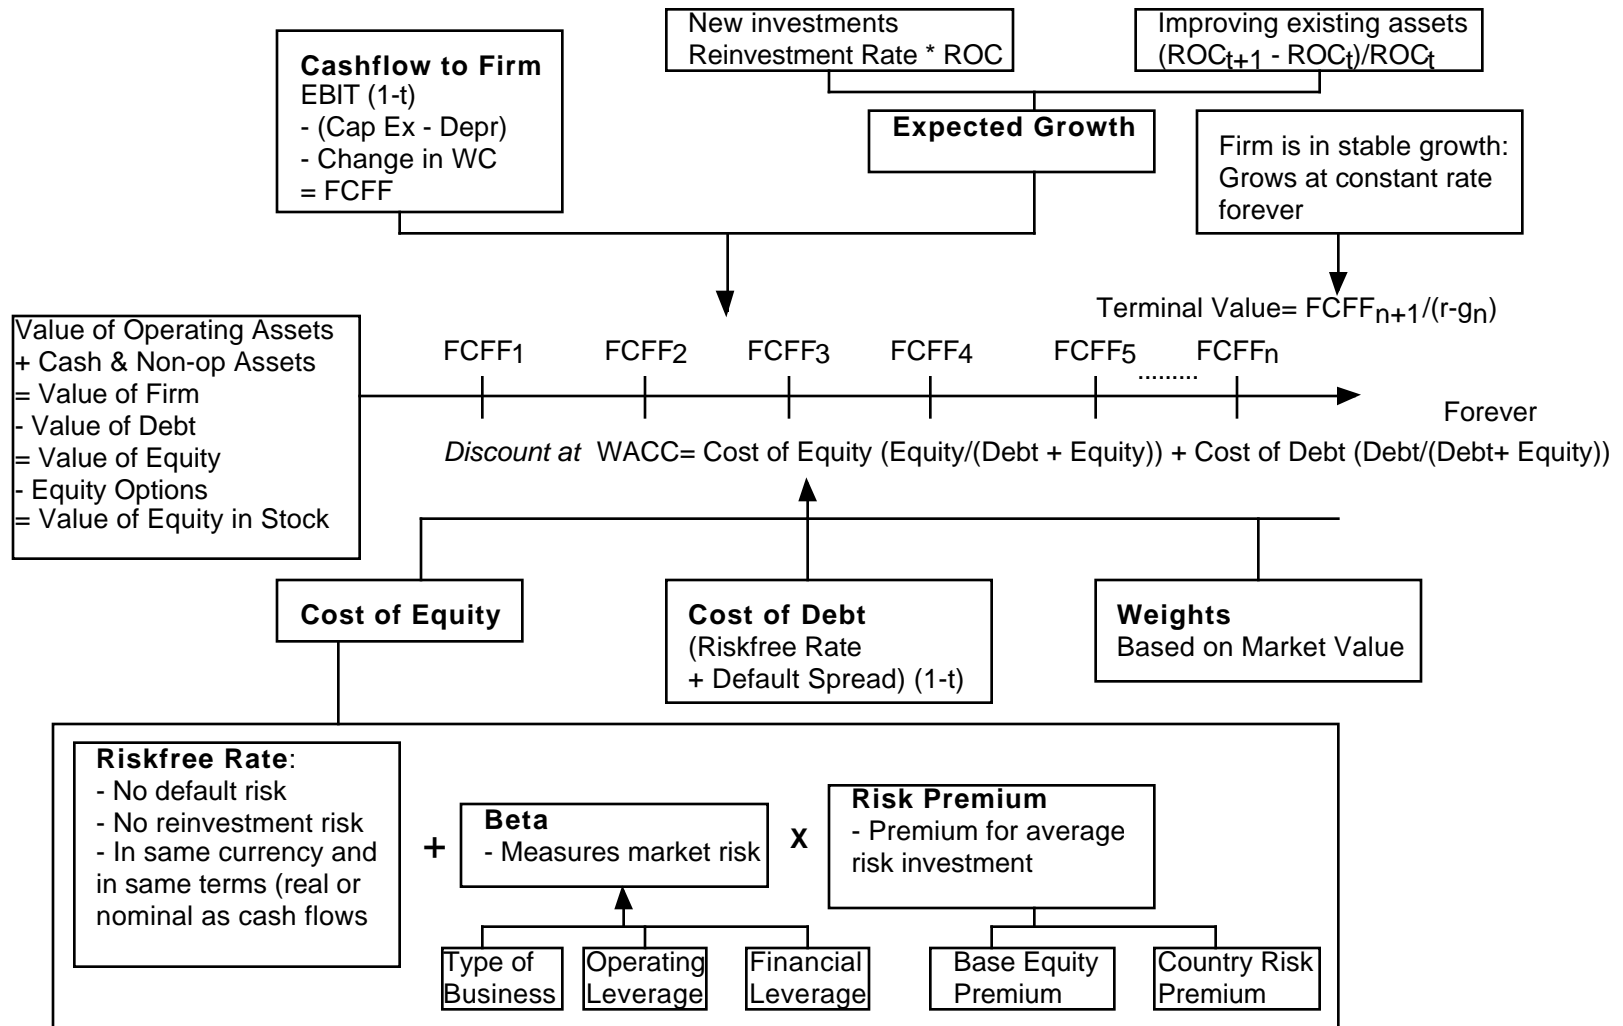 New investments
Reinvestment Rate * ROC
Improving existing assets
(ROCt+1 - ROCt)/ROCt
Cashflow to Firm
EBIT (1-t)
- (Cap Ex - Depr)
- Change in WC
= FCFF
Expected Growth
Firm is in stable growth:
Grows at constant rate
forever
Terminal Value= FCFFn+1/(r-gn)
Value of Operating Assets
+ Cash & Non-op Assets
= Value of Firm
- Value of Debt
= Value of Equity
- Equity Options
= Value of Equity in Stock
FCFF1 FCFF2 FCFF3 FCFF4 FCFF5 FCFFn
.........
Forever
Discount at WACC= Cost of Equity (Equity/(Debt + Equity)) + Cost of Debt (Debt/(Debt+ Equity))
Cost of Equity
Cost of Debt
(Riskfree Rate
+ Default Spread) (1-t)
Weights
Based on Market Value
Riskfree Rate:
- No default risk
- No reinvestment risk
- In same currency and
in same terms (real or
nominal as cash flows
+
Beta
- Measures market risk
X
Risk Premium
- Premium for average
risk investment
Type of
Business
Operating
Leverage
Financial
Leverage
Base Equity
Premium
Country Risk
Premium